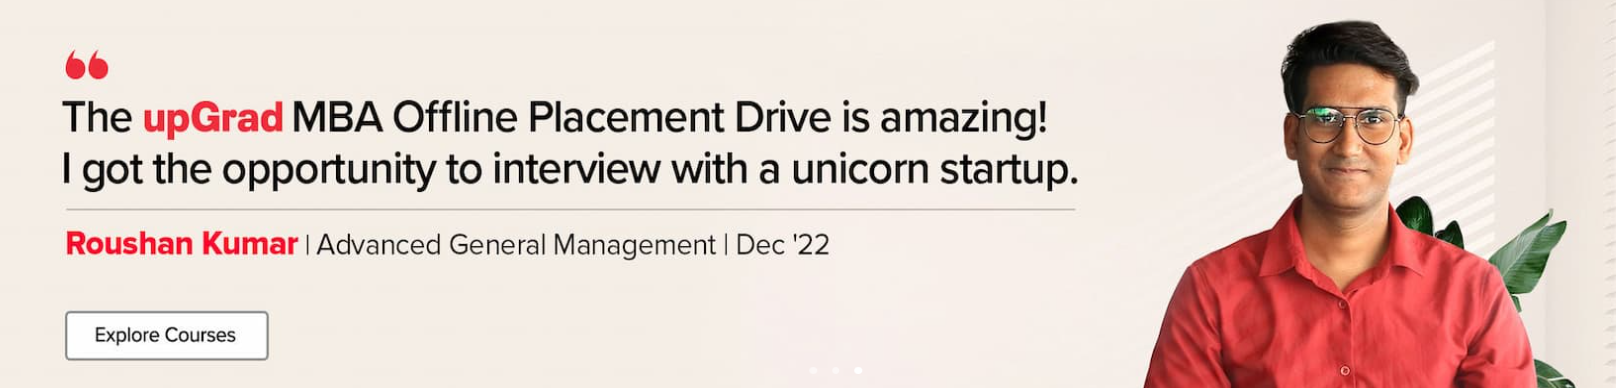 “
The upGrad MBA Offline Placement Drive is amazing!
I got the opportunity to interview with a unicorn startup.
Roushan Kumar | Advanced General Management | Dec '22
Explore Courses